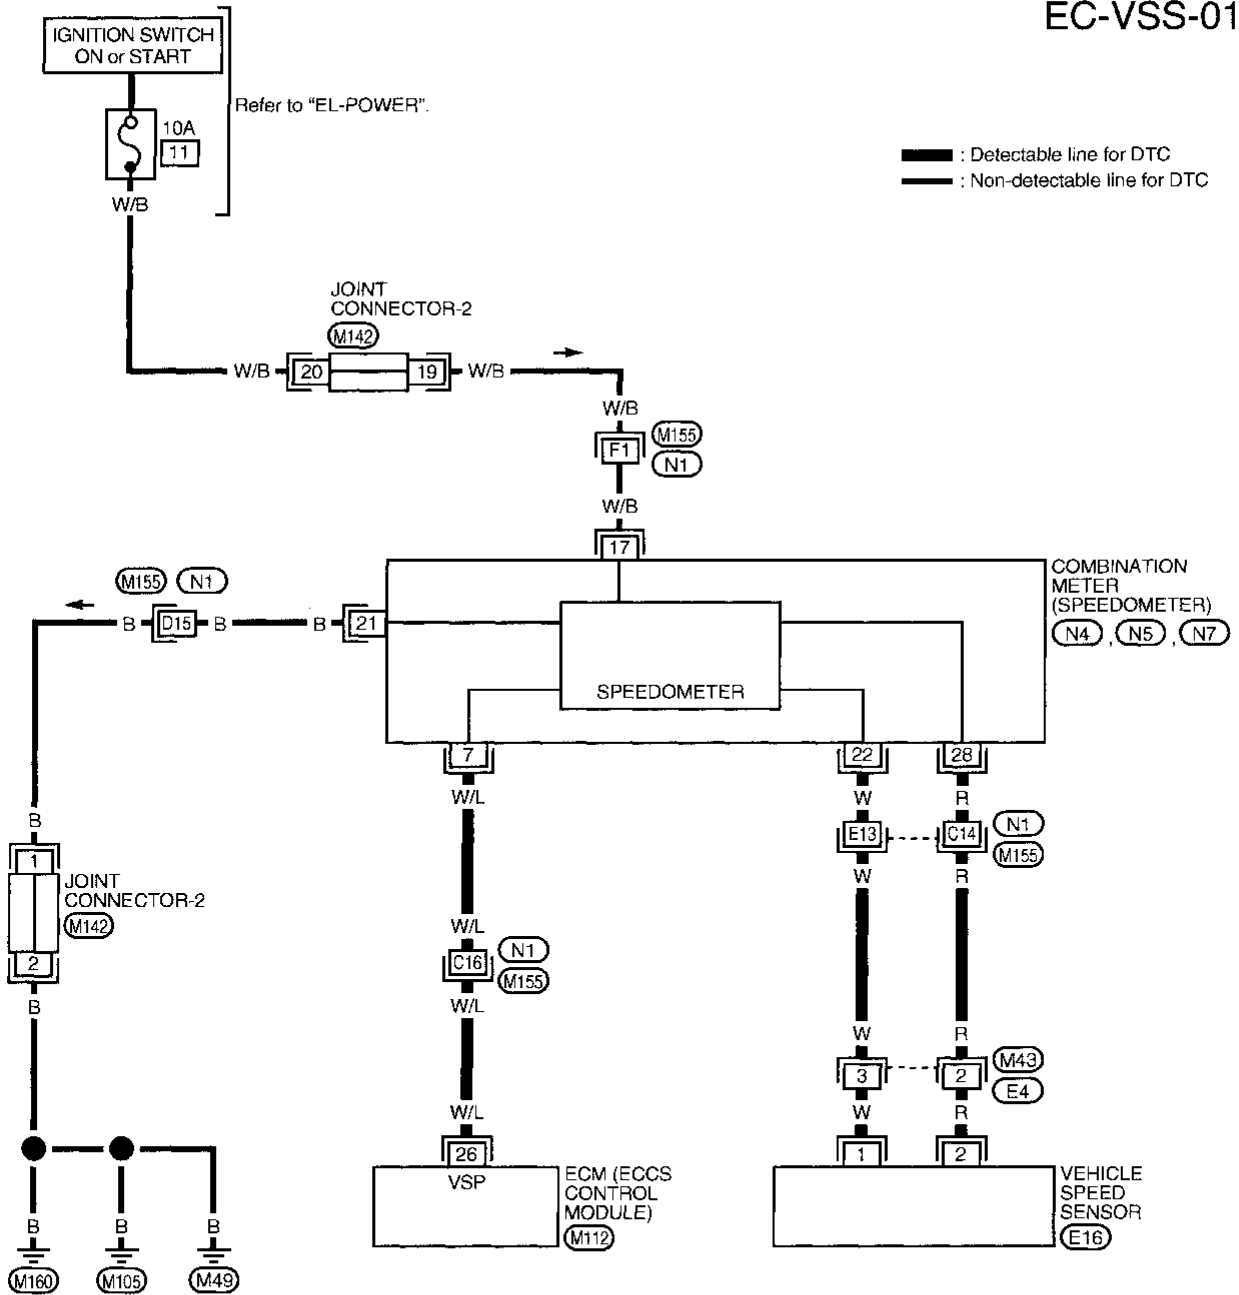 EC-VSS-01
IGNITION SWITCH
ON or START
Refer to "EL-POWER".
10A
11
W/B
: Detectable line for DTC
: Non-detectable line for DTC
JOINT
CONNECTOR-2
M142
W/B 20 19 W/B
W/B
F1
M155
N1
W/B
17
COMBINATION
METER
(SPEEDOMETER)
N4 , N5 , N7
M155 N1
B D15 B B 21
SPEEDOMETER
7 22 28
W/L W R
E13 C14
N1
M155
W R
B
1
JOINT
CONNECTOR-2
M142
2
B
W/L
C16
N1
M155
W/L
W R
3 2
M43
E4
W/L W R
26 1 2
VSP
ECM (ECCS
CONTROL
MODULE)
M112
VEHICLE
SPEED
SENSOR
E16
B B B
M160 M105 M49